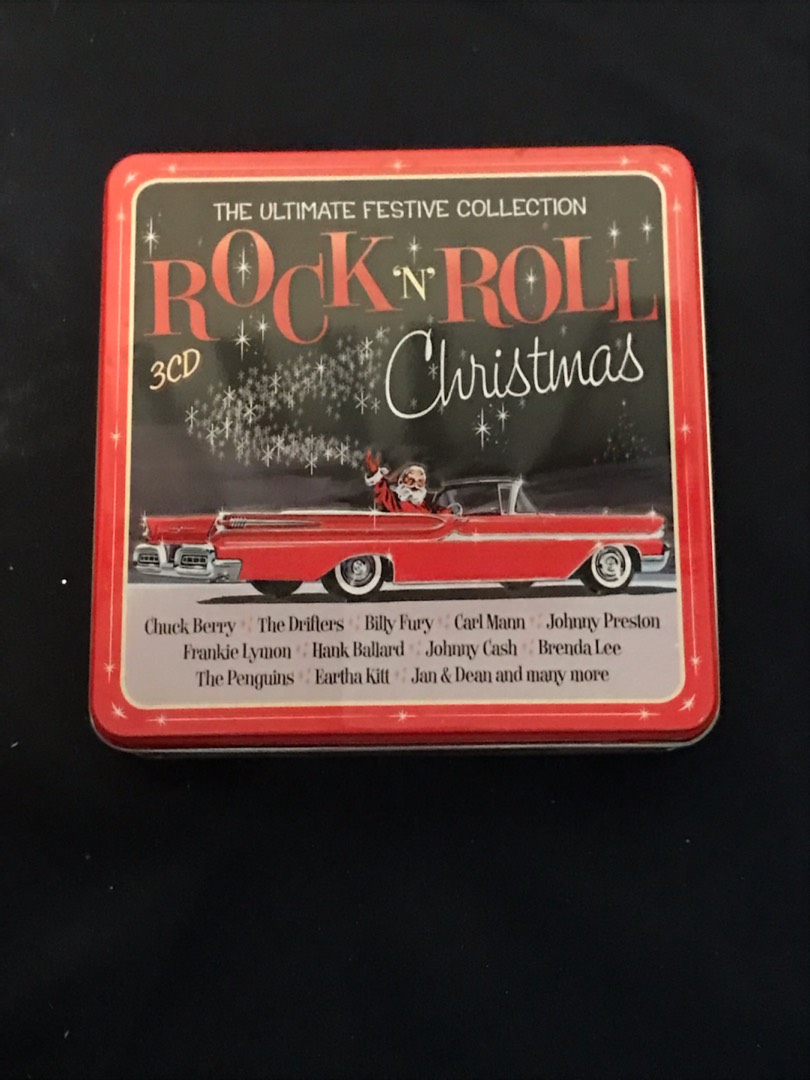 THE ULTIMATE FESTIVE COLLECTION
ROCK 'N' ROLL
3CD
Christmas
Chuck Berry The Drifters Billy Fury Carl Mann Johnny Preston
Frankie Lymon Hank Ballard Johnny Cash Brenda Lee
The Penguins Eartha Kitt Jan & Dean and many more